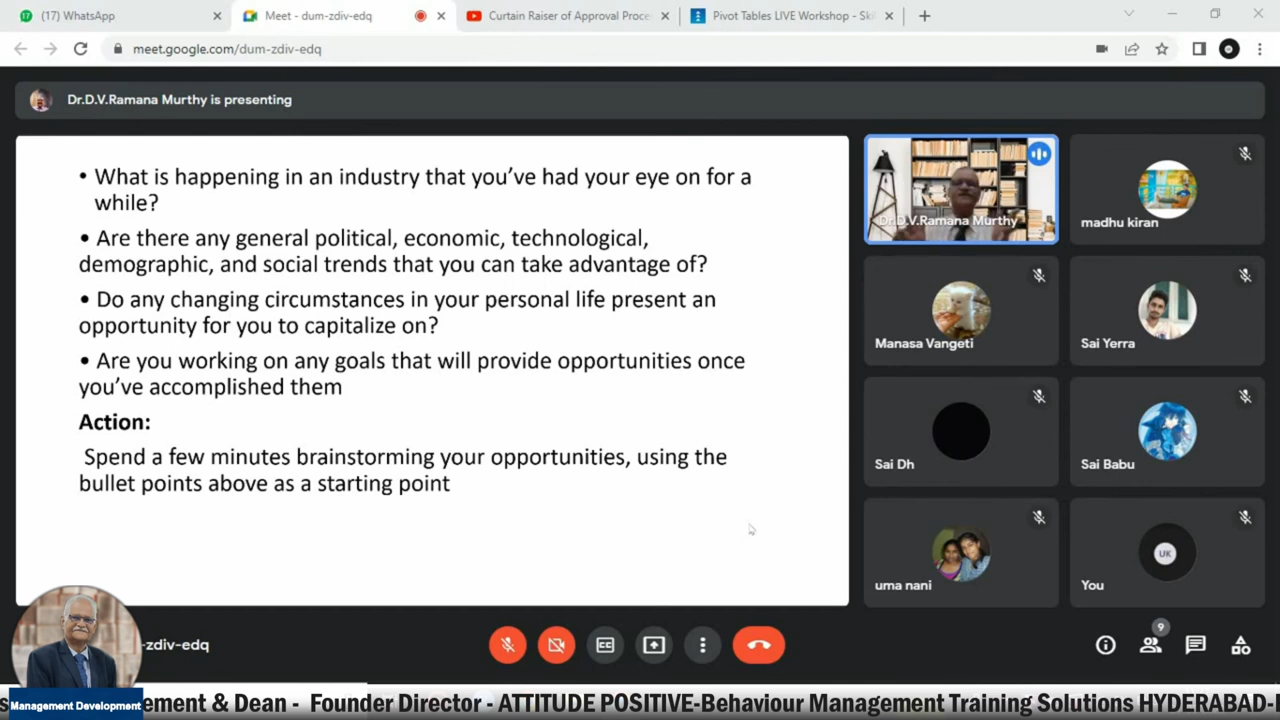 (17) WhatsApp
Meet - dum-zdiv-edq
Curtain Raiser of Approval Proce
Pivot Tables LIVE Workshop - Ski
meet.google.com/dum-zdiv-edq
Dr.D.V.Ramana Murthy is presenting
• What is happening in an industry that you've had your eye on for a
while?
• Are there any general political, economic, technological,
demographic, and social trends that you can take advantage of?
• Do any changing circumstances in your personal life present an
opportunity for you to capitalize on?
• Are you working on any goals that will provide opportunities once
you've accomplished them
Action:
Spend a few minutes brainstorming your opportunities, using the
bullet points above as a starting point
Dr.D.V.Ramana Murthy
madhu kiran
Manasa Vangeti
Sai Yerra
Sai Dh
Sai Babu
uma nani
UK
You
-zdiv-edq
CC
9
Management Development
ement & Dean - Founder Director - ATTITUDE POSITIVE-Behaviour Management Training Solutions HYDERABAD-